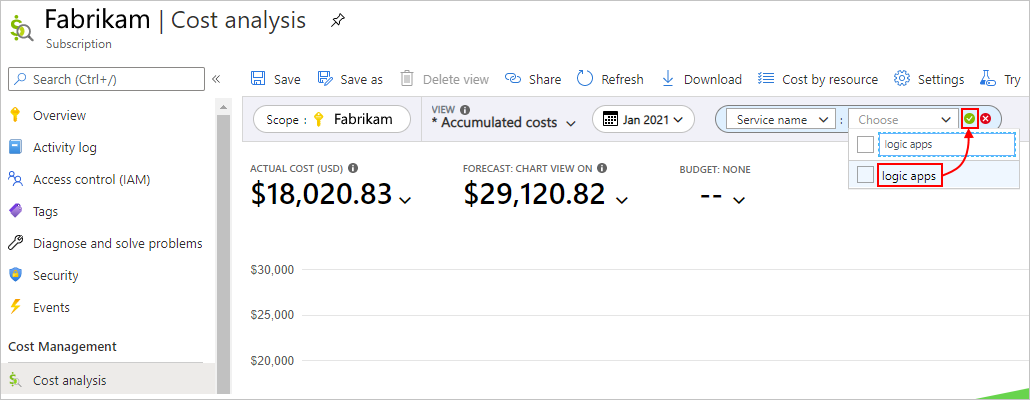 Fabrikam | Cost analysis
Subscription
Search (Ctrl+/)
Overview
Activity log
Access control (IAM)
Tags
Diagnose and solve problems
Security
Events
Cost Management
Cost analysis
Save Save as Delete view Share Refresh Download Cost by resource Settings Try
Scope : Fabrikam
VIEW
* Accumulated costs
Jan 2021
Service name : Choose
logic apps
logic apps
ACTUAL COST (USD)
$18,020.83
FORECAST: CHART VIEW ON
$29,120.82
BUDGET: NONE
--
$30,000
$25,000
$20,000